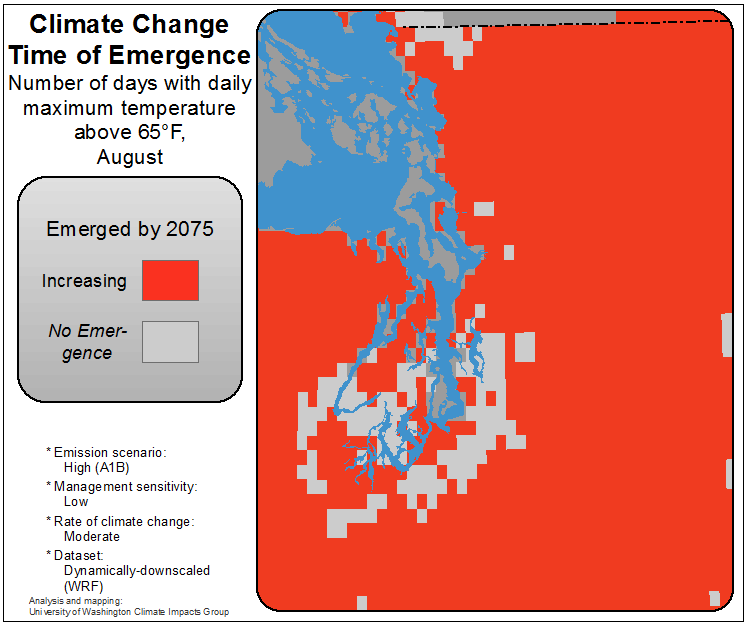 Climate Change
Time of Emergence
Number of days with daily
maximum temperature
above 65°F,
August
Emerged by 2075
Increasing
No Emer-
gence
* Emission scenario:
High (A1B)
* Management sensitivity:
Low
* Rate of climate change:
Moderate
* Dataset:
Dynamically-downscaled
(WRF)
Analysis and mapping:
University of Washington Climate Impacts Group